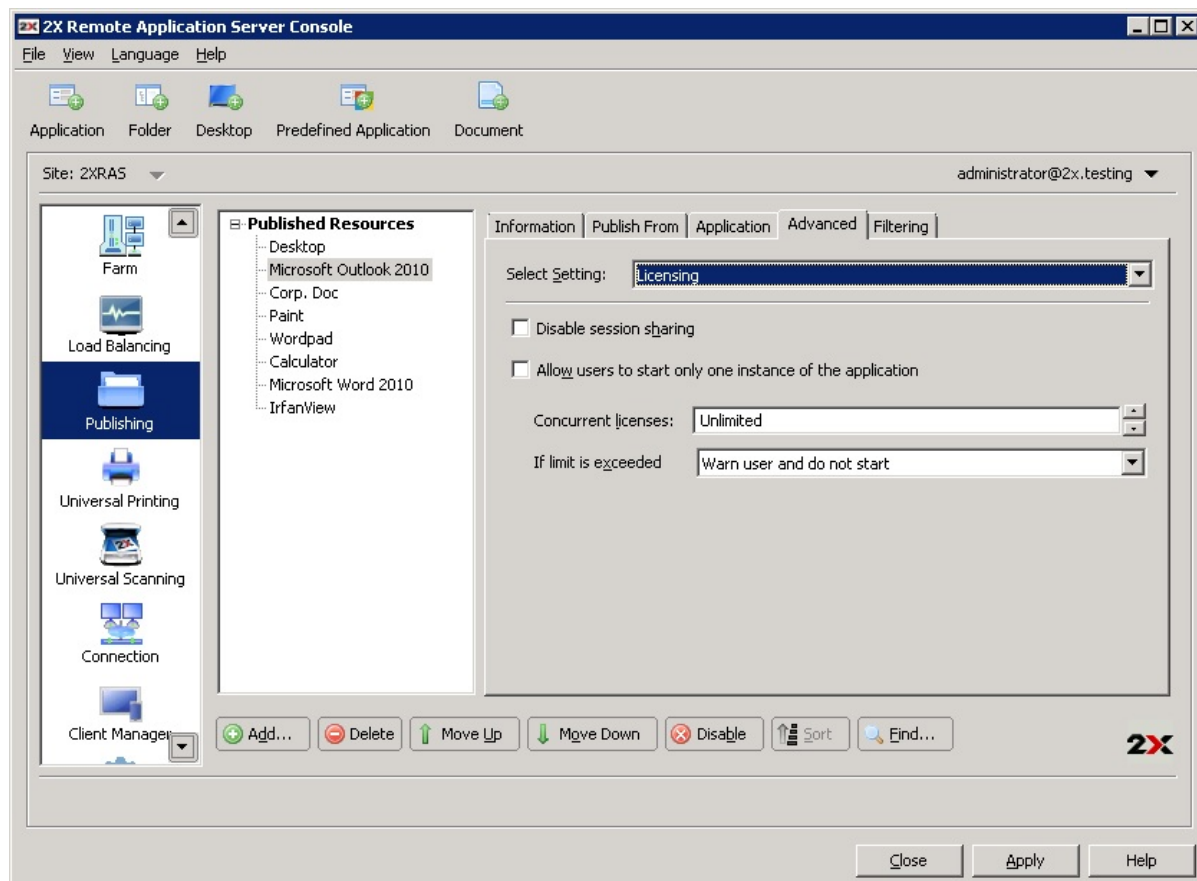 2X 2X Remote Application Server Console
File View Language Help
Application Folder Desktop Predefined Application Document
Site: 2XRAS
administrator@2x.testing
Farm
Load Balancing
Publishing
Universal Printing
Universal Scanning
Connection
Client Manager
Published Resources
Desktop
Microsoft Outlook 2010
Corp. Doc
Paint
Wordpad
Calculator
Microsoft Word 2010
IrfanView
Information Publish From Application Advanced Filtering
Select Setting: Licensing
Disable session sharing
Allow users to start only one instance of the application
Concurrent licenses: Unlimited
If limit is exceeded Warn user and do not start
Add... Delete Move Up Move Down Disable Sort Find...
2X
Close Apply Help